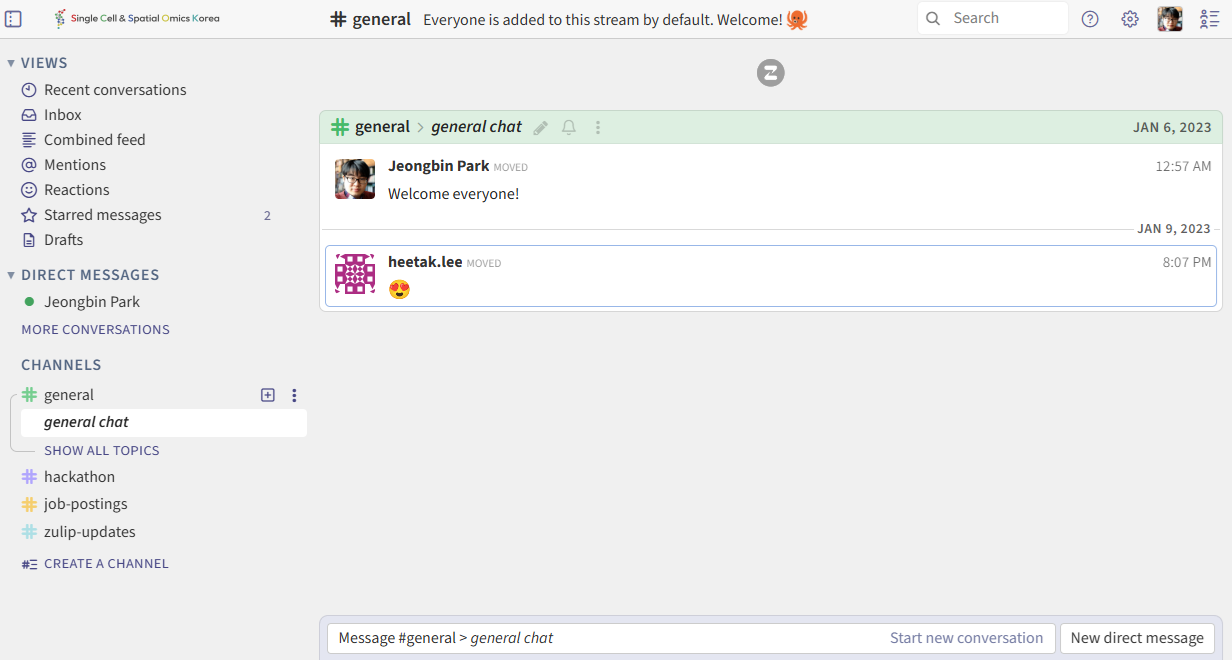 Single Cell & Spatial Omics Korea
general Everyone is added to this stream by default. Welcome!
Search
VIEWS
Recent conversations
Inbox
Combined feed
Mentions
Reactions
Starred messages 2
Drafts
DIRECT MESSAGES
Jeongbin Park
MORE CONVERSATIONS
CHANNELS
general
general chat
SHOW ALL TOPICS
hackathon
job-postings
zulip-updates
CREATE A CHANNEL
Z
general > general chat JAN 6, 2023
Jeongbin Park MOVED 12:57 AM
Welcome everyone!
JAN 9, 2023
heetak.lee MOVED 8:07 PM
😍
Message #general > general chat Start new conversation New direct message